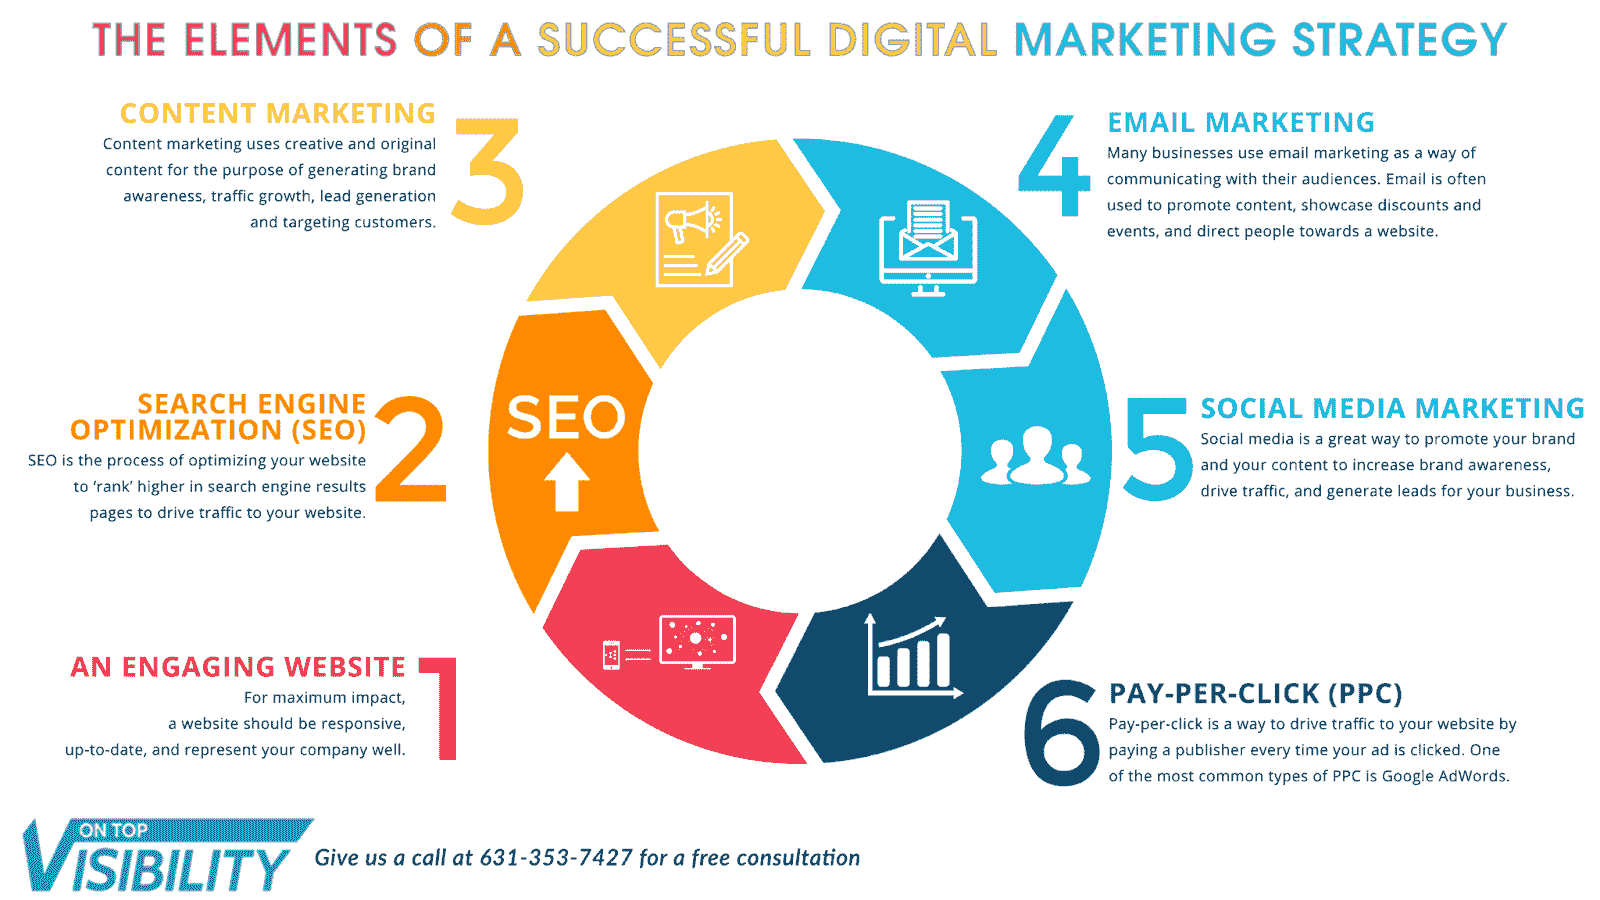 THE ELEMENTS OF A SUCCESSFUL DIGITAL MARKETING STRATEGY
AN ENGAGING WEBSITE
For maximum impact,
a website should be responsive,
up-to-date, and represent your company well.
1
SEARCH ENGINE
OPTIMIZATION (SEO)
SEO is the process of optimizing your website
to ‘rank’ higher in search engine results
pages to drive traffic to your website.
2
SEO
CONTENT MARKETING
Content marketing uses creative and original
content for the purpose of generating brand
awareness, traffic growth, lead generation
and targeting customers.
3
4
EMAIL MARKETING
Many businesses use email marketing as a way of
communicating with their audiences. Email is often
used to promote content, showcase discounts and
events, and direct people towards a website.
5
SOCIAL MEDIA MARKETING
Social media is a great way to promote your brand
and your content to increase brand awareness,
drive traffic, and generate leads for your business.
6
PAY-PER-CLICK (PPC)
Pay-per-click is a way to drive traffic to your website by
paying a publisher every time your ad is clicked. One
of the most common types of PPC is Google AdWords.
ON TOP
VISIBILITY
Give us a call at 631-353-7427 for a free consultation